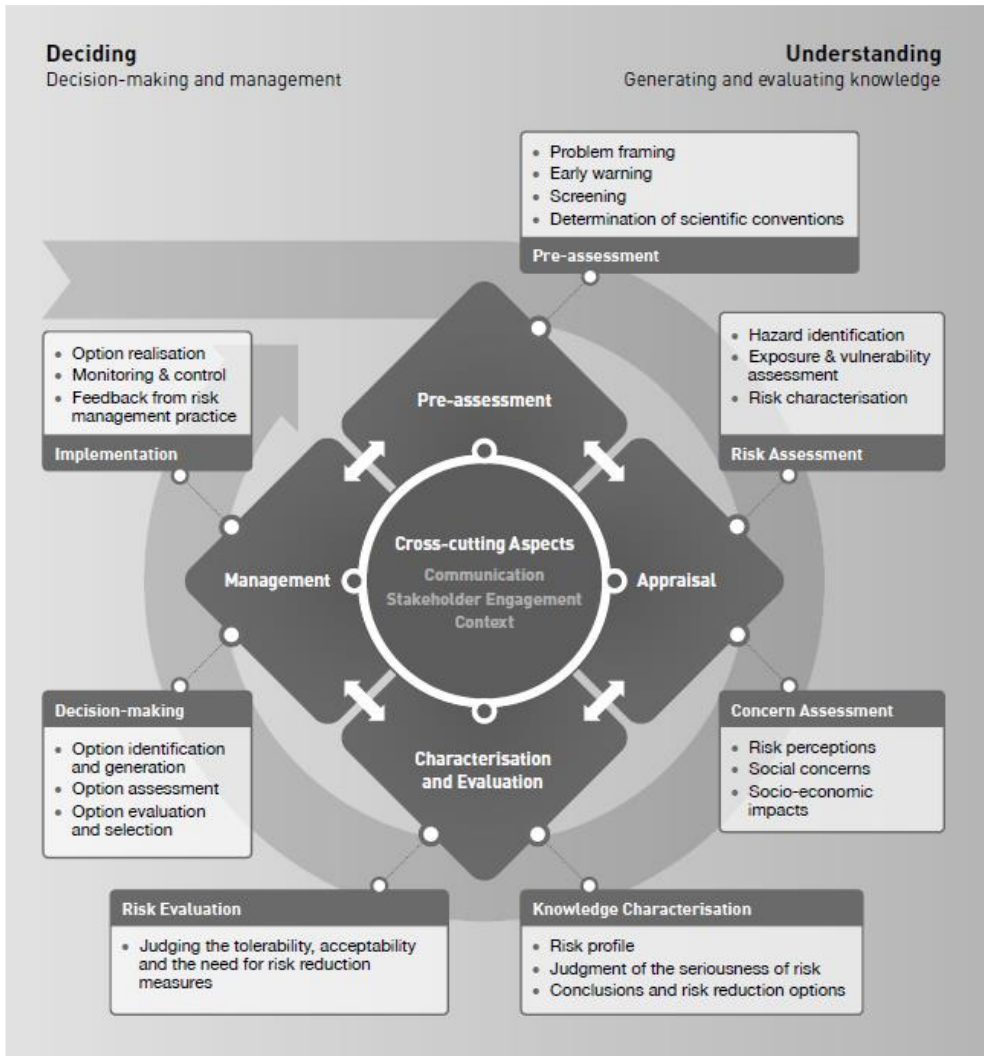 Deciding
Decision-making and management
Understanding
Generating and evaluating knowledge
• Problem framing
• Early warning
• Screening
• Determination of scientific conventions
Pre-assessment
• Option realisation
• Monitoring & control
• Feedback from risk
management practice
Implementation
• Hazard identification
• Exposure & vulnerability
assessment
• Risk characterisation
Risk Assessment
Pre-assessment
Cross-cutting Aspects
Communication
Stakeholder Engagement
Context
Management
Appraisal
Characterisation
and Evaluation
Decision-making
• Option identification
and generation
• Option assessment
• Option evaluation
and selection
Concern Assessment
• Risk perceptions
• Social concerns
• Socio-economic
impacts
Risk Evaluation
• Judging the tolerability, acceptability
and the need for risk reduction
measures
Knowledge Characterisation
• Risk profile
• Judgment of the seriousness of risk
• Conclusions and risk reduction options